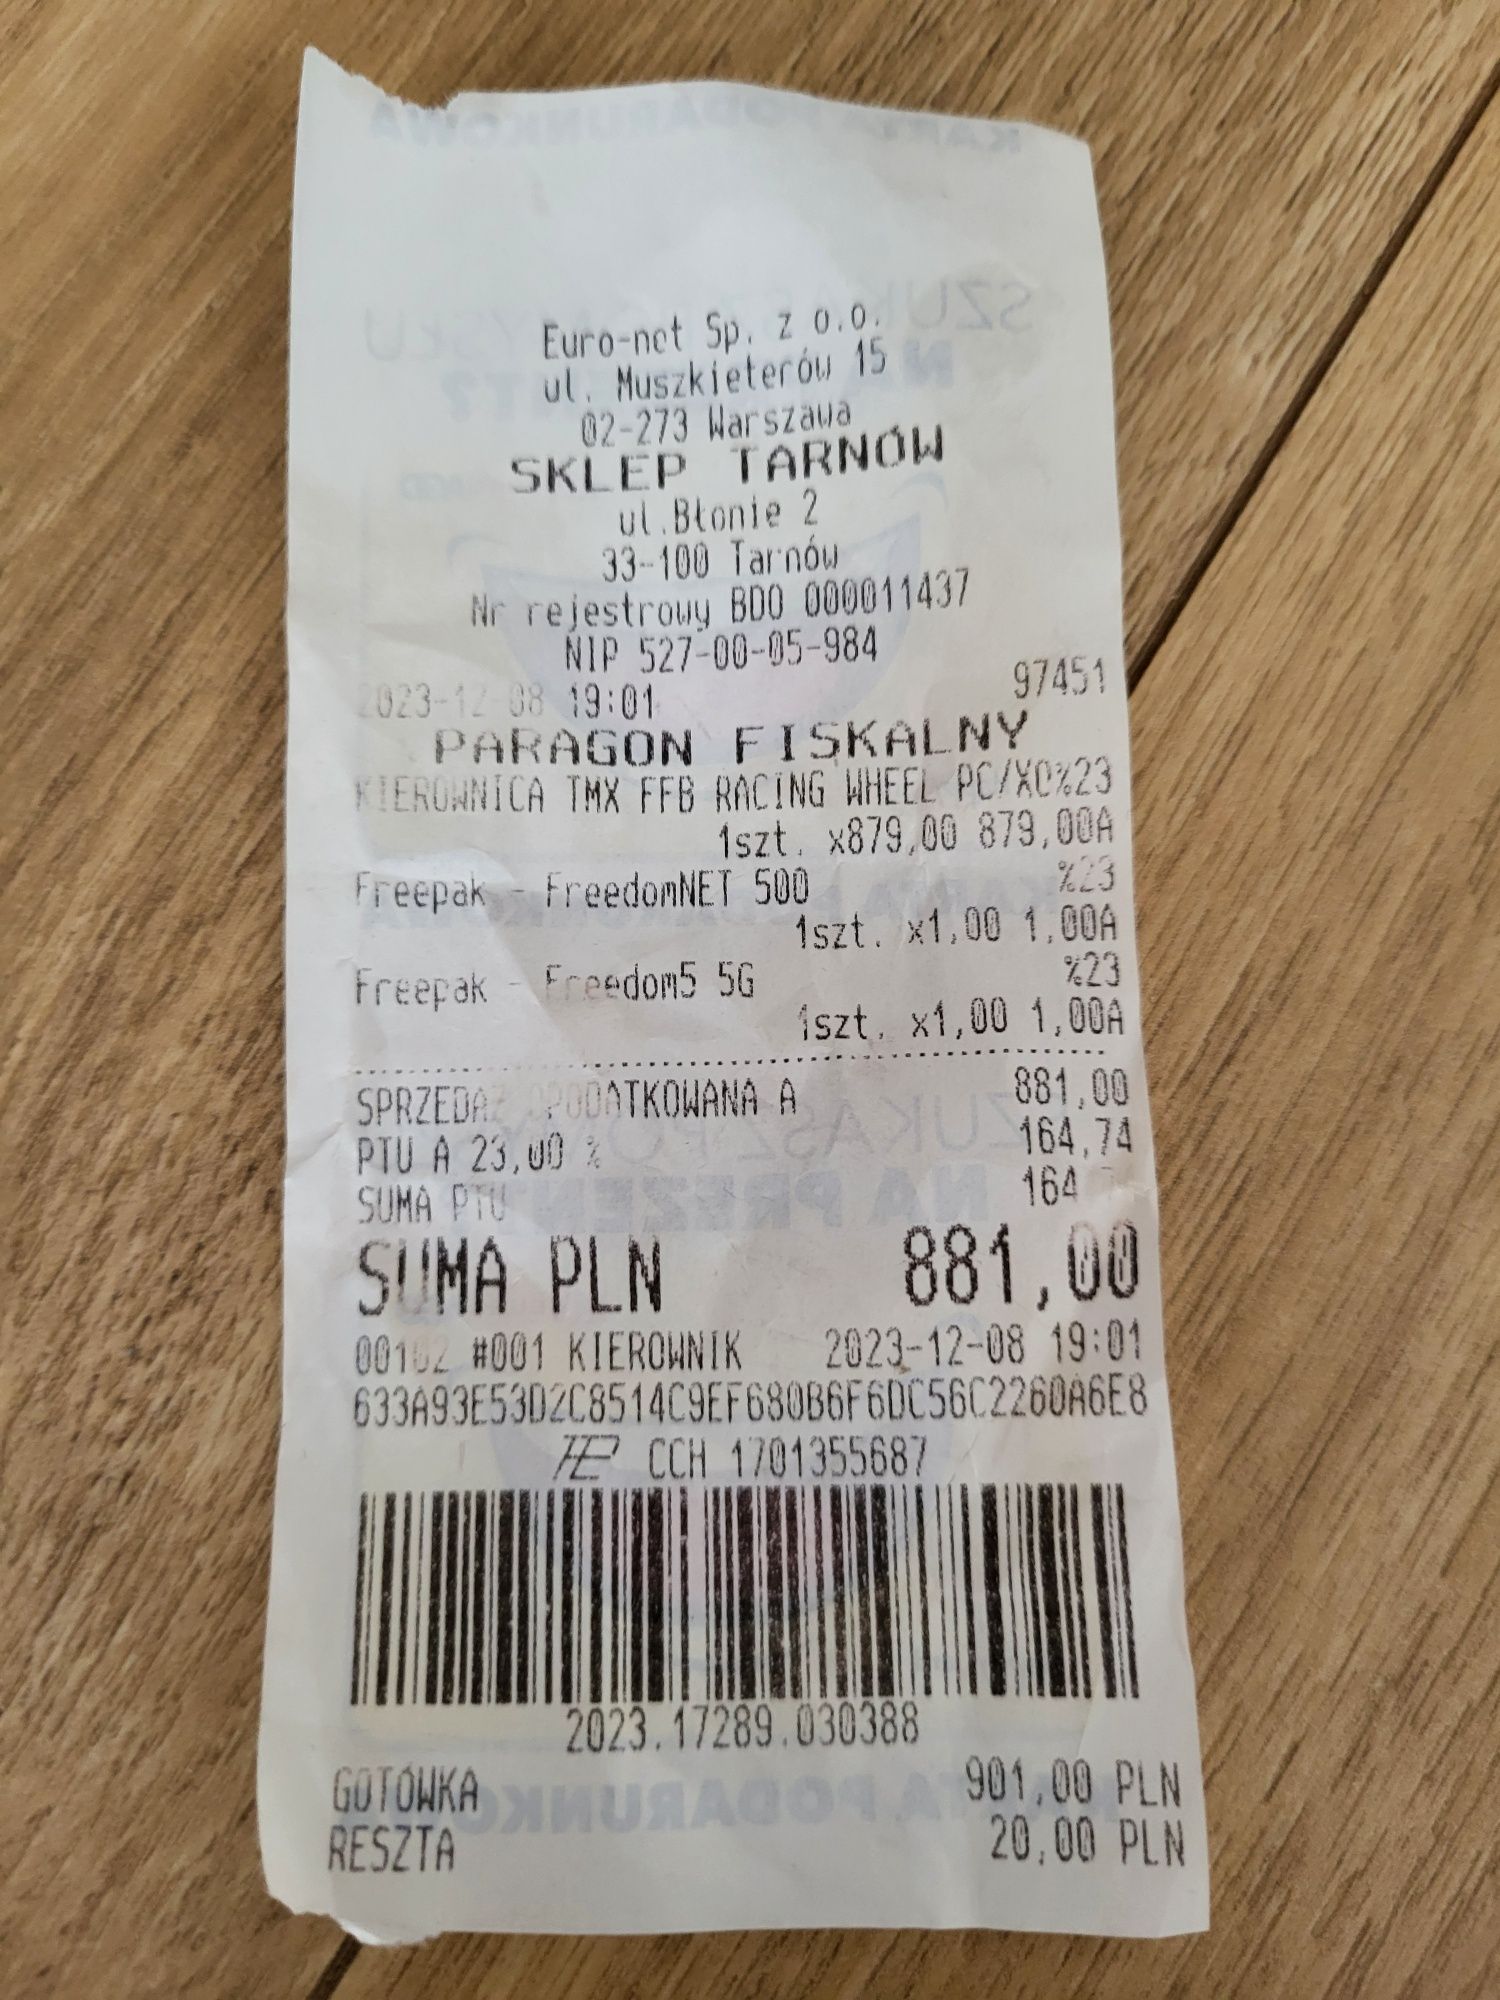 Euro-net Sp. z o.o.
ul. Muszkieterów 15
02-273 Warszawa
SKLEP TARNÓW
ul.Błonie 2
33-100 Tarnów
Nr rejestrowy BDO 000011437
NIP 527-00-05-984
2023-12-08 19:01 97451
PARAGON FISKALNY
KIEROWNICA TMX FFB RACING WHEEL PC/XO%23
1szt. x879,00 879,00A
Freepak - FreedomNET 500 %23
1szt. x1,00 1,00A
Freepak - Freedom5 5G %23
1szt. x1,00 1,00A
SPRZEDAŻ OPODATKOWANA A 881,00
PTU A 23,00 % 164,74
SUMA PTU 164
SUMA PLN 881,00
00102 #001 KIEROWNIK 2023-12-08 19:01
633A93E53D2C8514C9EF680B6F6DC56C2260A6E8
CCH 1701355687
2023.17289.030388
GOTÓWKA 901,00 PLN
RESZTA 20,00 PLN